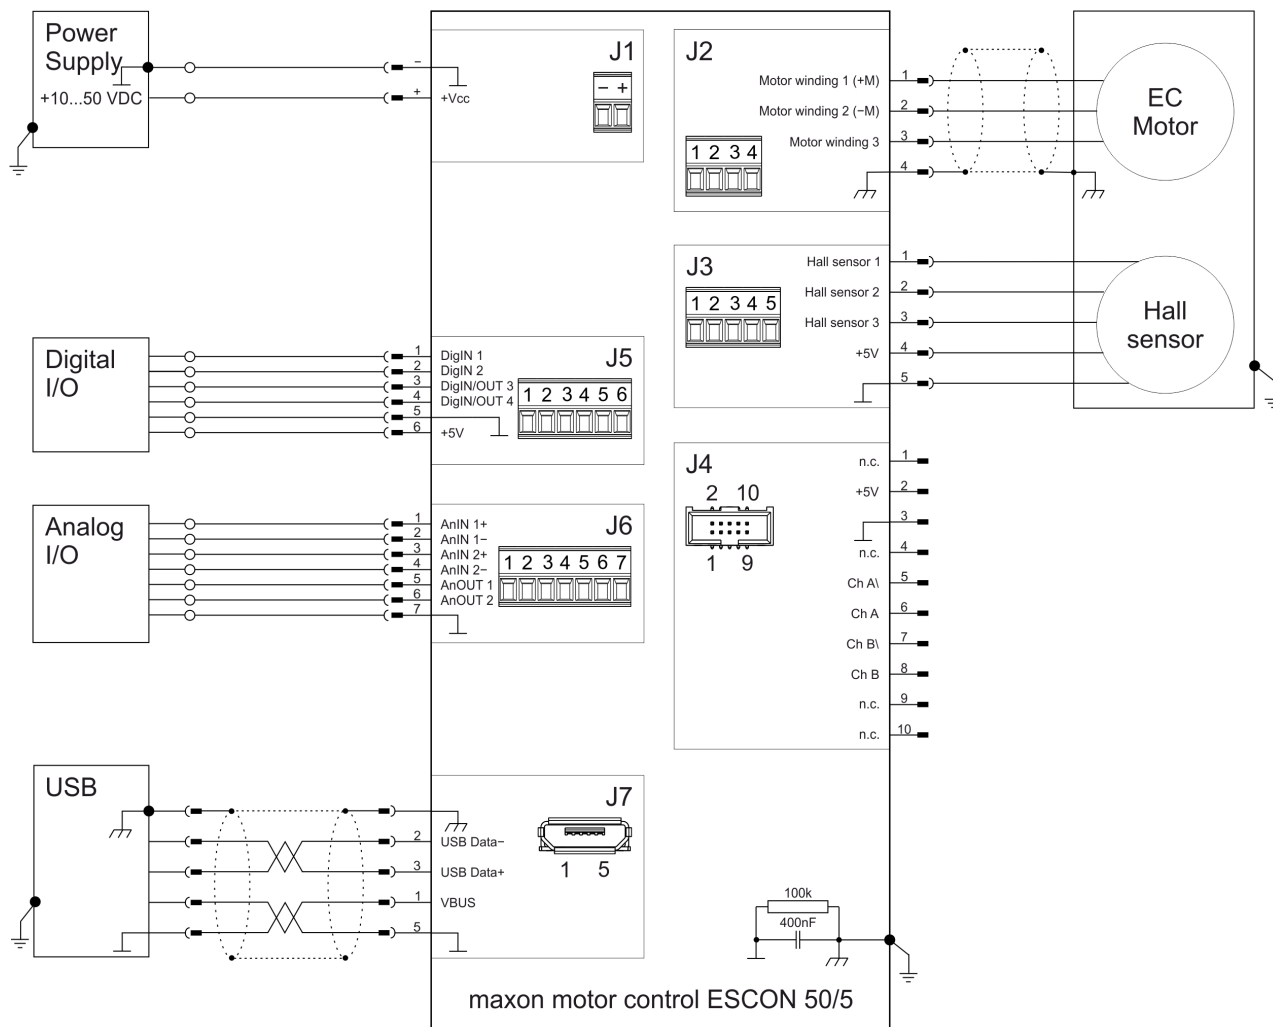 Power
Supply
+10...50 VDC
−
+
+Vcc
J1
− +
J2
Motor winding 1 (+M)
Motor winding 2 (−M)
Motor winding 3
1 2 3 4
1
2
3
4
EC
Motor
J3
Hall sensor 1
Hall sensor 2
Hall sensor 3
+5V
1 2 3 4 5
1
2
3
4
5
Hall
sensor
Digital
I/O
1
2
3
4
5
6
DigIN 1
DigIN 2
DigIN/OUT 3
DigIN/OUT 4
+5V
J5
1 2 3 4 5 6
J4
2 10
1 9
n.c.
+5V
n.c.
Ch A\
Ch A
Ch B\
Ch B
n.c.
n.c.
1
2
3
4
5
6
7
8
9
10
Analog
I/O
1
2
3
4
5
6
7
AnIN 1+
AnIN 1−
AnIN 2+
AnIN 2−
AnOUT 1
AnOUT 2
J6
1 2 3 4 5 6 7
USB
2
3
1
5
USB Data−
USB Data+
VBUS
J7
1 5
100k
400nF
maxon motor control ESCON 50/5